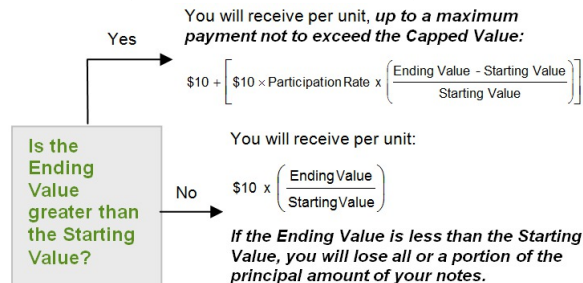 You will receive per unit, up to a maximum
payment not to exceed the Capped Value:
Yes
$10 + [ $10 × Participation Rate x ( Ending Value - Starting Value
Starting Value ) ]
Is the
Ending
Value
greater than
the Starting
Value?
No
You will receive per unit:
$10 x ( Ending Value
Starting Value )
If the Ending Value is less than the Starting
Value, you will lose all or a portion of the
principal amount of your notes.